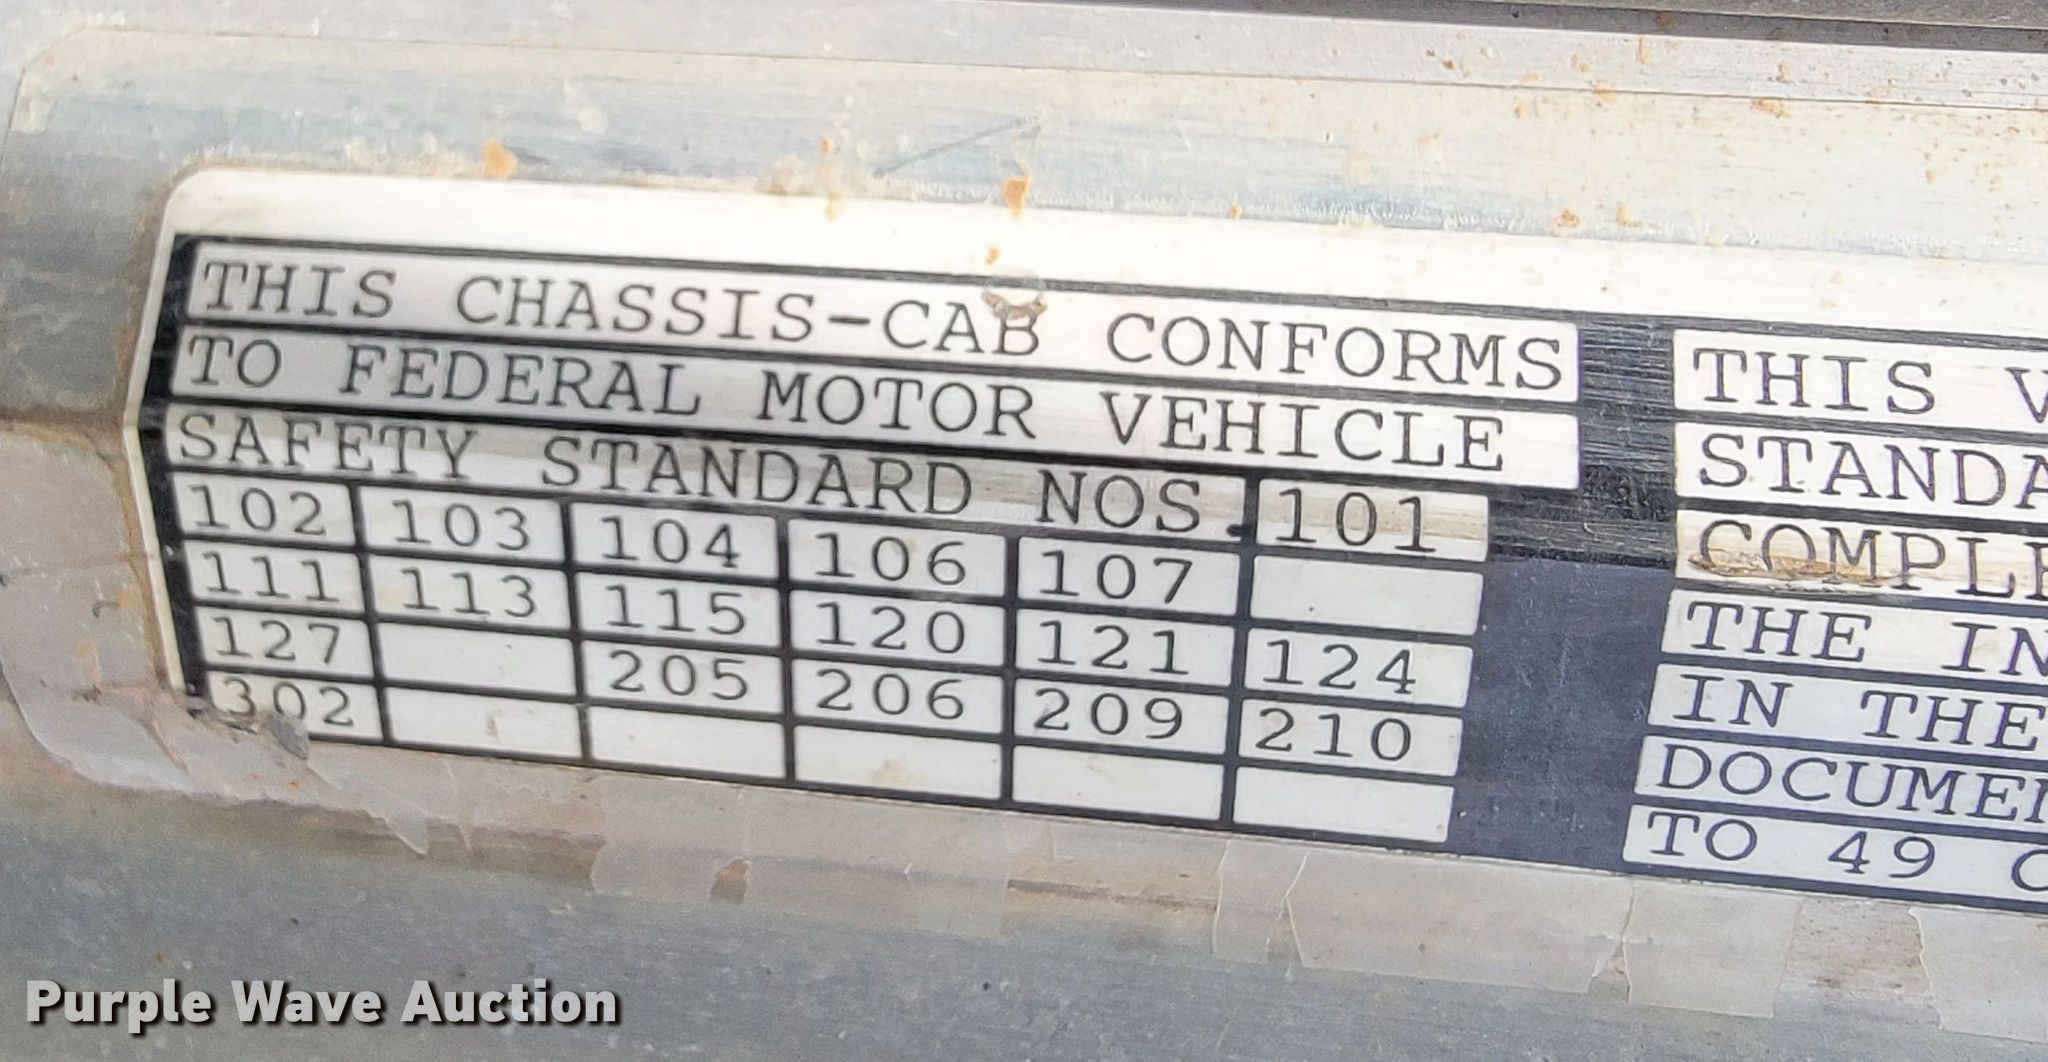 THIS CHASSIS-CAB CONFORMS
TO FEDERAL MOTOR VEHICLE
SAFETY STANDARD NOS. 101
102 103 104 106 107
111 113 115 120 121 124
127 205 206 209 210
302
THIS V
STANDA
COMPLE
THE IN
IN THE
DOCUME
TO 49 C
Purple Wave Auction